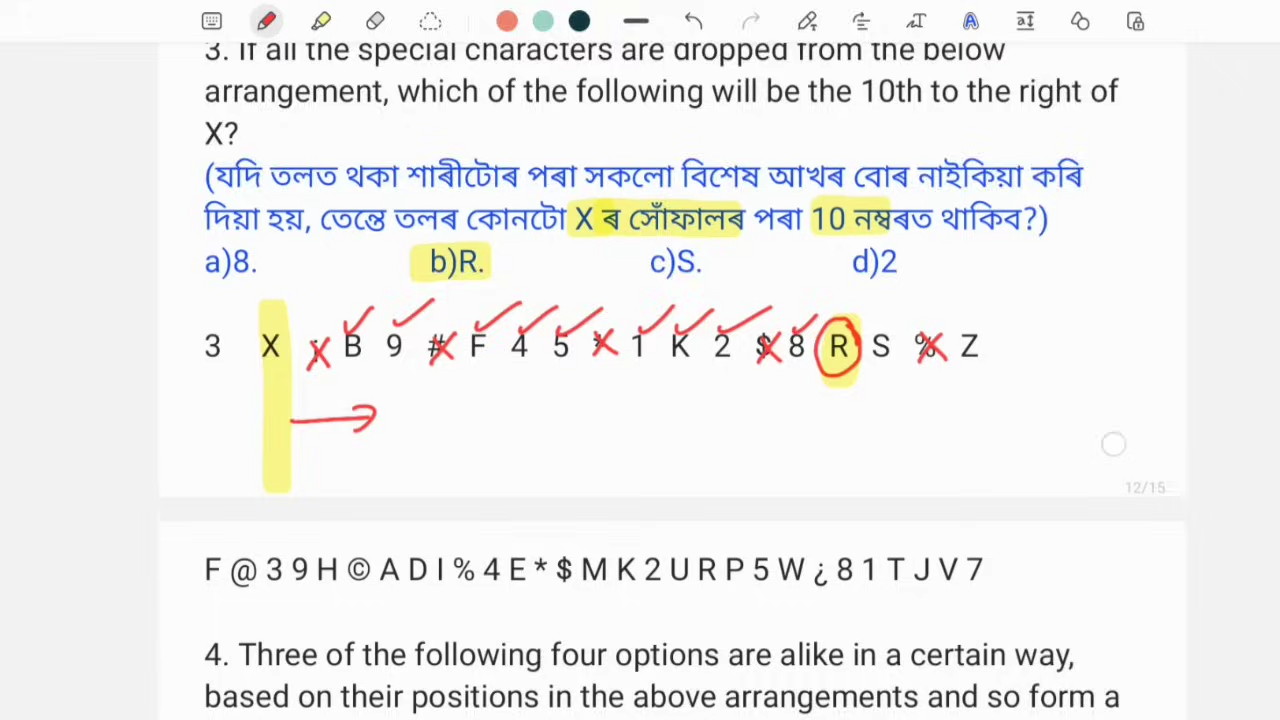 3. If all the special characters are dropped from the below
arrangement, which of the following will be the 10th to the right of
X?
(যদি তলত থকা শাৰীটোৰ পৰা সকলো বিশেষ আখৰ বোৰ নাইকিয়া কৰি
দিয়া হয়, তেন্তে তলৰ কোনটো X ৰ সোঁফালৰ পৰা 10 নম্বৰত থাকিব?)
a)8. b)R. c)S. d)2
3 X B 9 # F 4 5 * 1 K 2 $ 8 R S % Z
12/15
F @ 3 9 H © A D I % 4 E * $ M K 2 U R P 5 W ¿ 8 1 T J V 7
4. Three of the following four options are alike in a certain way,
based on their positions in the above arrangements and so form a